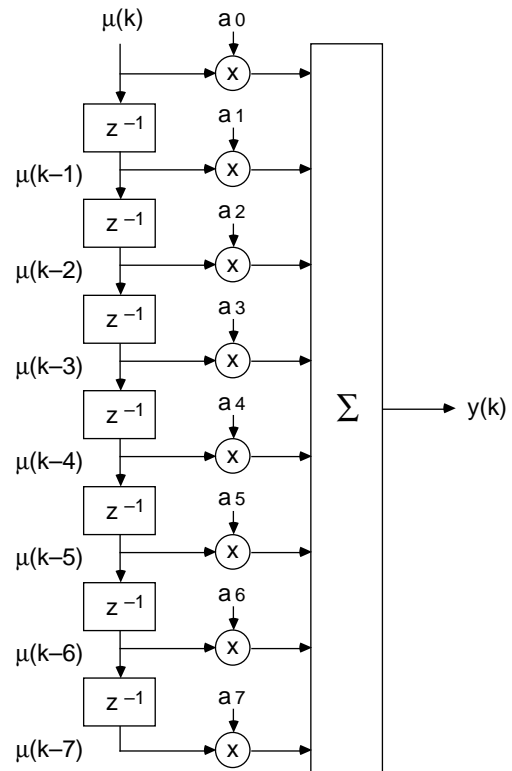 μ(k)
a0
x
z –1
a1
μ(k–1)
x
z –1
a2
μ(k–2)
x
z –1
a3
μ(k–3)
x
z –1
a4
Σ
y(k)
μ(k–4)
x
z –1
a5
μ(k–5)
x
z –1
a6
μ(k–6)
x
z –1
a7
μ(k–7)
x